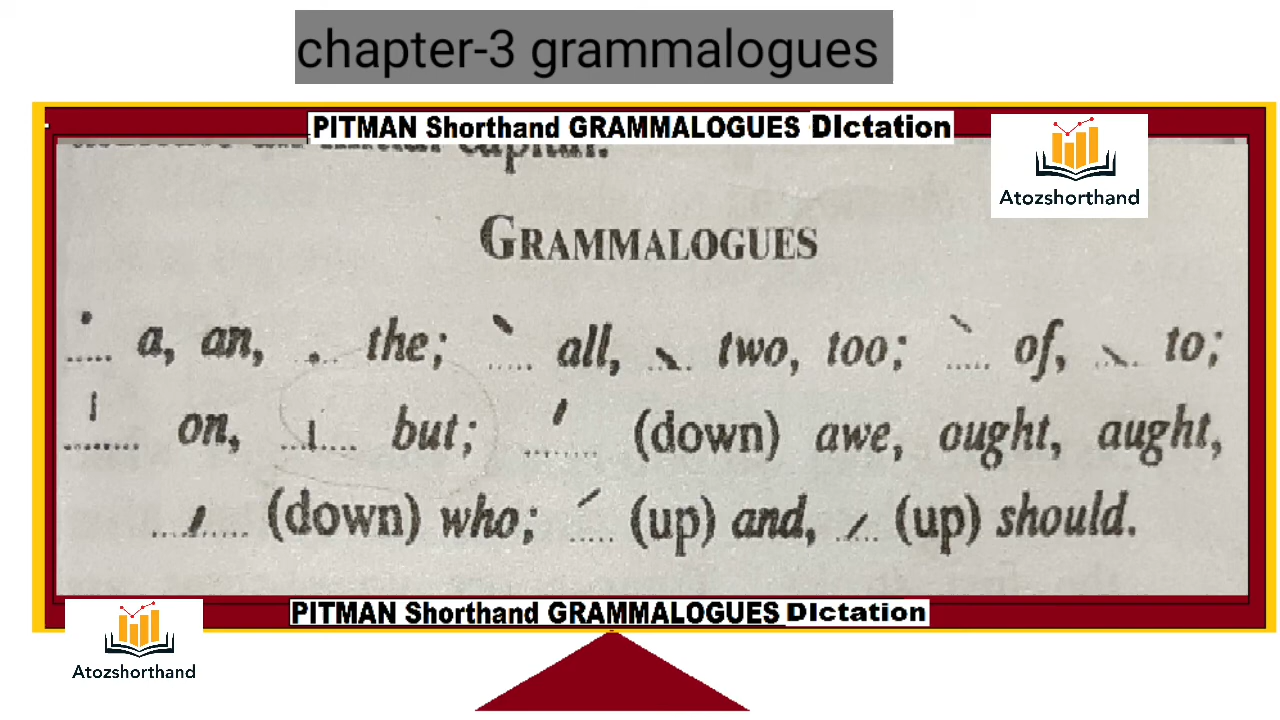 chapter-3 grammalogues
PITMAN Shorthand GRAMMALOGUES DIctation
Atozshorthand
GRAMMALOGUES
a, an, the; all, two, too; of, to;
on, but; (down) awe, ought, aught,
(down) who; (up) and, (up) should.
PITMAN Shorthand GRAMMALOGUES DIctation
Atozshorthand